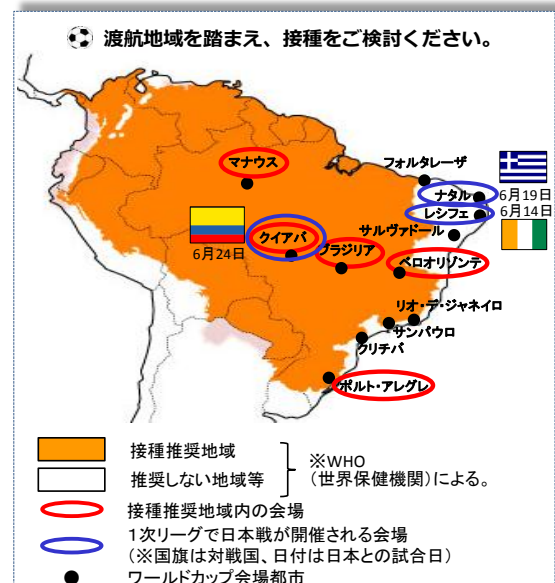 渡航地域を踏まえ、接種をご検討ください。
マナウス
フォルタレーザ
ナタル
6月19日
レシフェ
6月14日
サルヴァドール
6月24日
クイアバ
ブラジリア
ベロオリゾンテ
リオ・デ・ジャネイロ
サンパウロ
クリチバ
ポルト・アレグレ
接種推奨地域
推奨しない地域等
※WHO
(世界保健機関)による。
接種推奨地域内の会場
1次リーグで日本戦が開催される会場
(※国旗は対戦国、日付は日本との試合日)
ワールドカップ会場都市